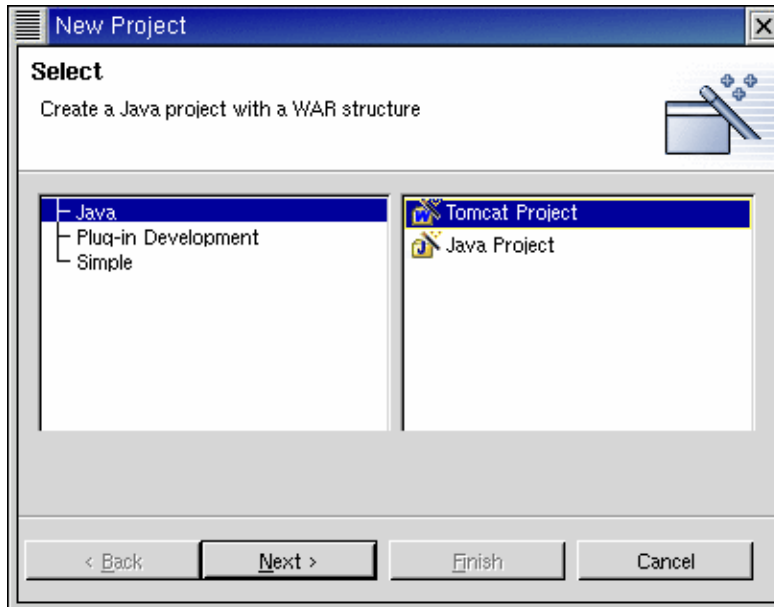 New Project
Select
Create a Java project with a WAR structure
Java
Plug-in Development
Simple
Tomcat Project
Java Project
< Back
Next >
Finish
Cancel